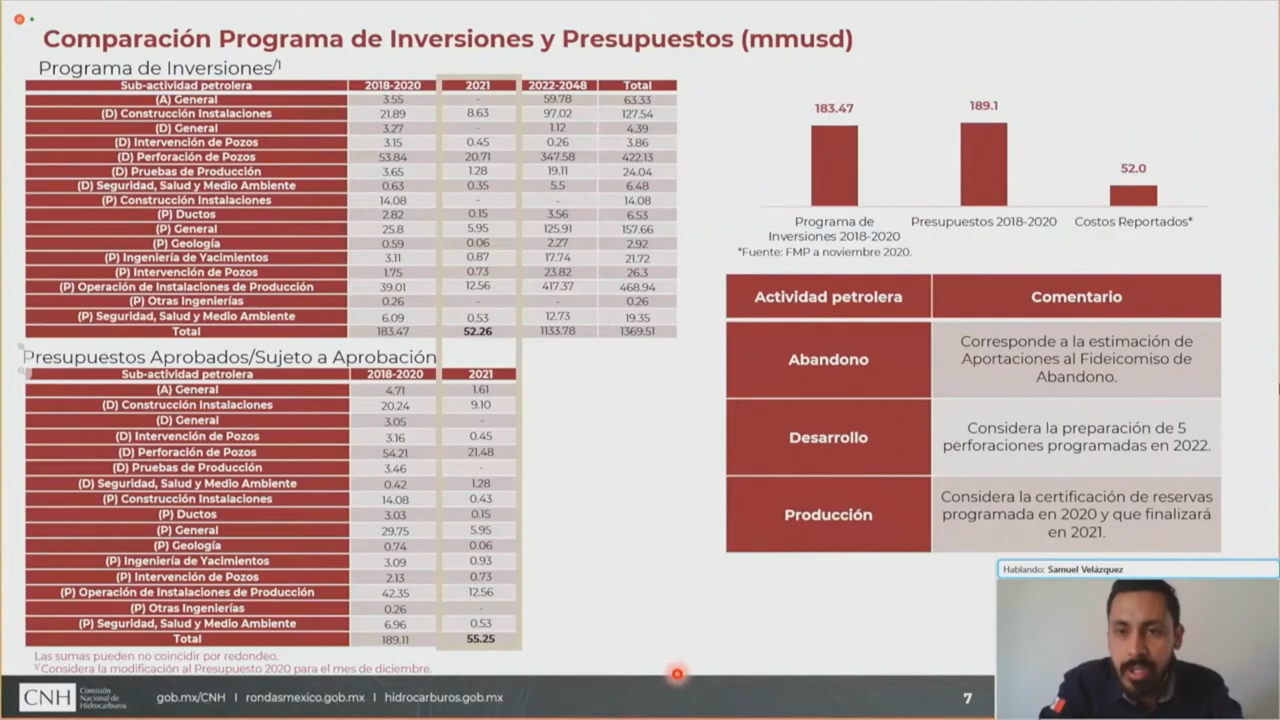 Comparación Programa de Inversiones y Presupuestos (mmusd)
Programa de Inversiones/1
Sub-actividad petrolera 2018-2020 2021 2022-2048 Total
(A) General 3.55 - 59.78 63.33
(D) Construcción Instalaciones 21.89 8.63 97.02 127.54
(D) General 3.27 - 1.12 4.39
(D) Intervención de Pozos 3.15 0.45 0.26 3.86
(D) Perforación de Pozos 53.84 20.71 347.58 422.13
(D) Pruebas de Producción 3.65 1.28 19.11 24.04
(D) Seguridad, Salud y Medio Ambiente 0.63 0.35 5.5 6.48
(P) Construcción Instalaciones 14.08 - - 14.08
(P) Ductos 2.82 0.15 3.56 6.53
(P) General 25.8 5.95 125.91 157.66
(P) Geología 0.59 0.06 2.27 2.92
(P) Ingeniería de Yacimientos 3.11 0.87 17.74 21.72
(P) Intervención de Pozos 1.75 0.73 23.82 26.3
(P) Operación de Instalaciones de Producción 39.01 12.56 417.37 468.94
(P) Otras Ingenierías 0.26 - - 0.26
(P) Seguridad, Salud y Medio Ambiente 6.09 0.53 12.73 19.35
Total 183.47 52.26 1133.78 1369.51
Presupuestos Aprobados/Sujeto a Aprobación
Sub-actividad petrolera 2018-2020 2021
(A) General 4.71 1.61
(D) Construcción Instalaciones 20.24 9.10
(D) General 3.05 -
(D) Intervención de Pozos 3.16 0.45
(D) Perforación de Pozos 54.21 21.48
(D) Pruebas de Producción 3.46 -
(D) Seguridad, Salud y Medio Ambiente 0.42 1.28
(P) Construcción Instalaciones 14.08 0.43
(P) Ductos 3.03 0.15
(P) General 29.75 5.95
(P) Geología 0.74 0.06
(P) Ingeniería de Yacimientos 3.09 0.93
(P) Intervención de Pozos 2.13 0.73
(P) Operación de Instalaciones de Producción 42.35 12.56
(P) Otras Ingenierías 0.26 -
(P) Seguridad, Salud y Medio Ambiente 6.96 0.53
Total 189.11 55.25
Las sumas pueden no coincidir por redondeo.
1/ Considera la modificación al Presupuesto 2020 para el mes de diciembre.
183.47 189.1 52.0
Programa de Inversiones 2018-2020
Presupuestos 2018-2020
Costos Reportados*
*Fuente: FMP a noviembre 2020.
Actividad petrolera Comentario
Abandono
Corresponde a la estimación de
Aportaciones al Fideicomiso de
Abandono.
Desarrollo
Considera la preparación de 5
perforaciones programadas en 2022.
Producción
Considera la certificación de reservas
programada en 2020 y que finalizará
en 2021.
Hablando: Samuel Velázquez
CNH Comisión
Nacional de
Hidrocarburos
gob.mx/CNH I rondasmexico.gob.mx I hidrocarburos.gob.mx
7